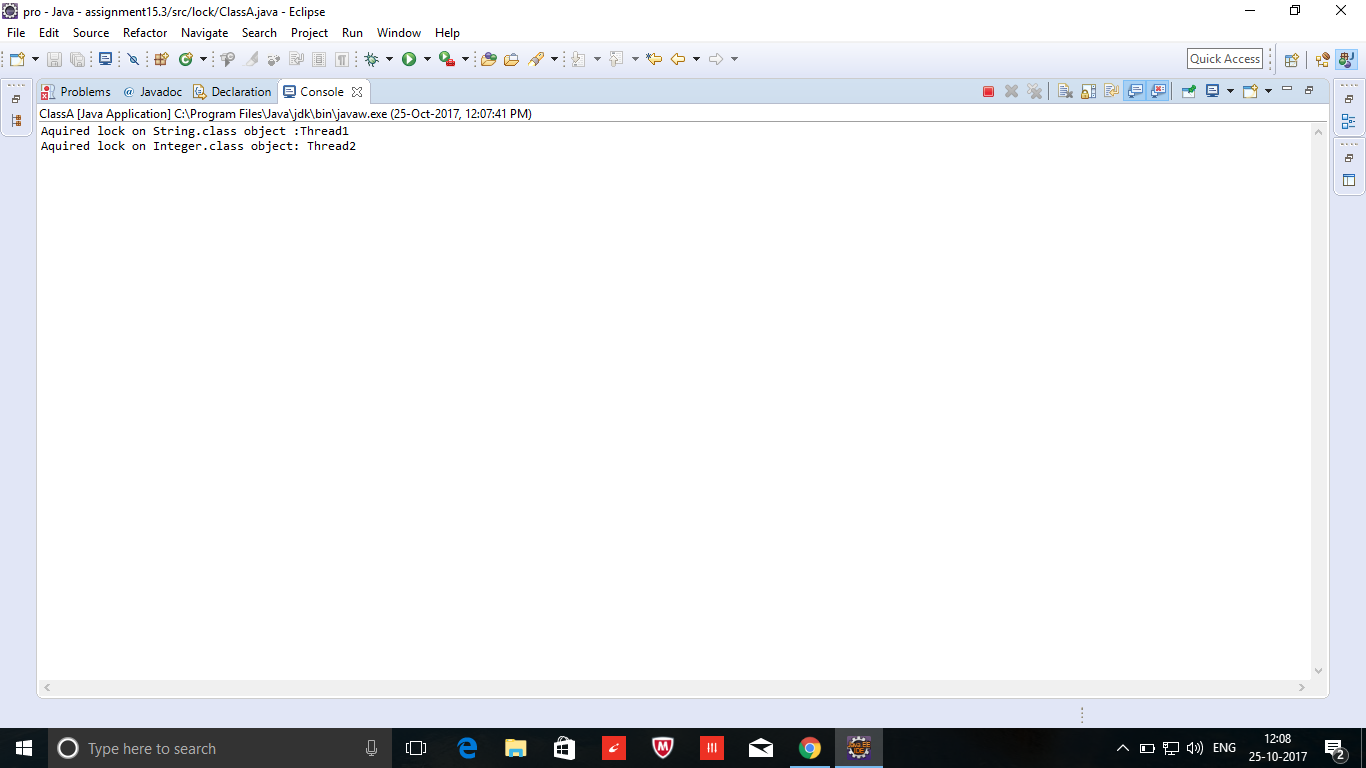 pro - Java - assignment15.3/src/lock/ClassA.java - Eclipse
File Edit Source Refactor Navigate Search Project Run Window Help
Quick Access
Problems @ Javadoc Declaration Console
ClassA [Java Application] C:\Program Files\Java\jdk\bin\javaw.exe (25-Oct-2017, 12:07:41 PM)
Aquired lock on String.class object :Thread1
Aquired lock on Integer.class object: Thread2
Type here to search
ENG
12:08
25-10-2017
2